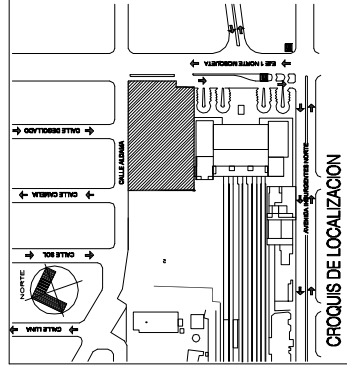 EJE 1 NORTE MOSQUETA
CALLE DEGOLLADO
CALLE ALDAMA
CALLE CAMELIA
AVENIDA INSURGENTES NORTE
CALLE SOL
NORTE
CALLE LUNA
2
CROQUIS DE LOCALIZACION